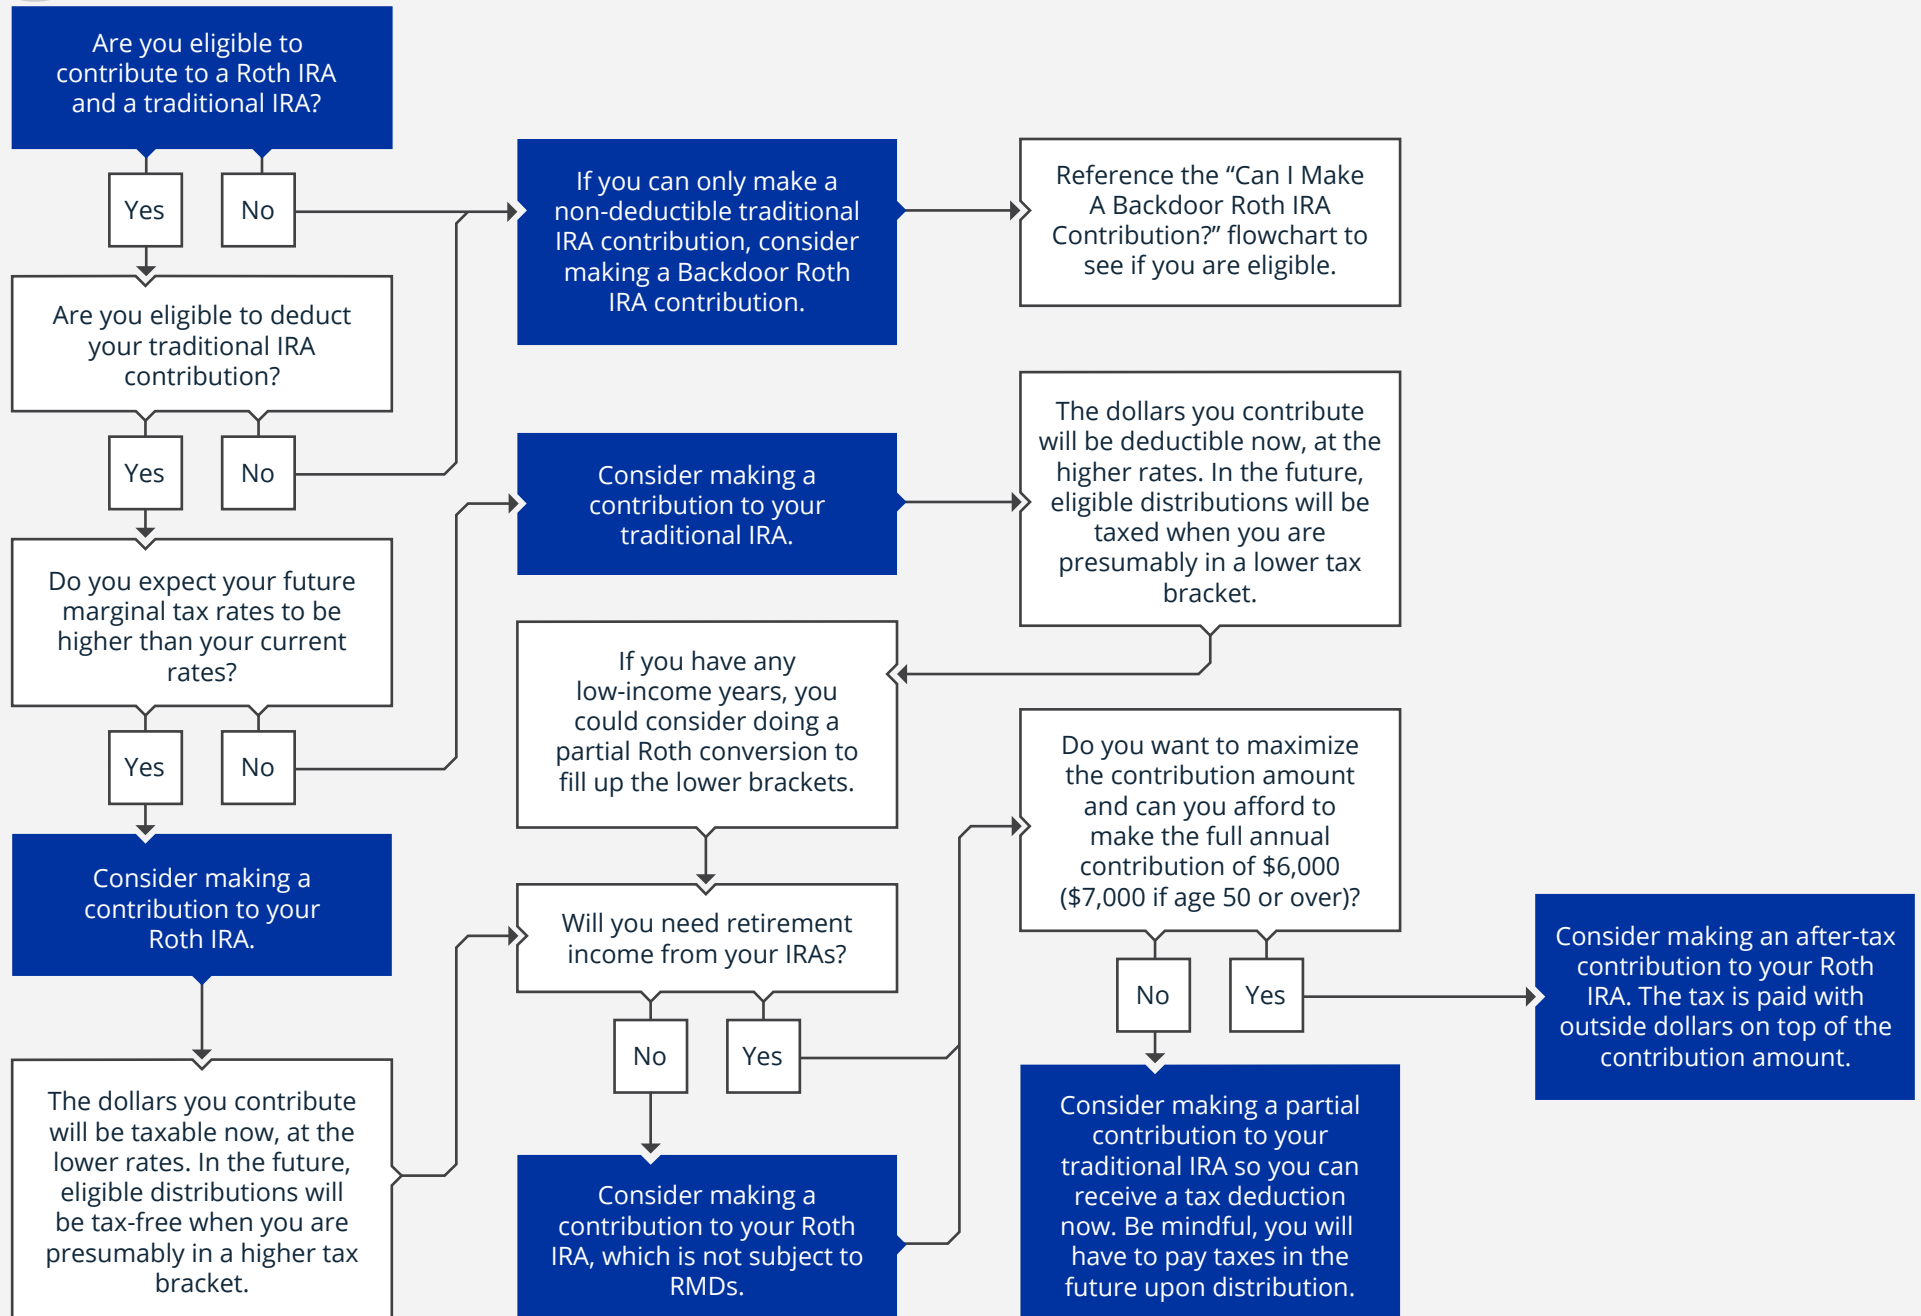 Are you eligible to
contribute to a Roth IRA
and a traditional IRA?
Yes
No
If you can only make a
non-deductible traditional
IRA contribution, consider
making a Backdoor Roth
IRA contribution.
Reference the “Can I Make
A Backdoor Roth IRA
Contribution?” flowchart to
see if you are eligible.
Are you eligible to deduct
your traditional IRA
contribution?
Yes
No
Consider making a
contribution to your
traditional IRA.
The dollars you contribute
will be deductible now, at the
higher rates. In the future,
eligible distributions will be
taxed when you are
presumably in a lower tax
bracket.
Do you expect your future
marginal tax rates to be
higher than your current
rates?
Yes
No
If you have any
low-income years, you
could consider doing a
partial Roth conversion to
fill up the lower brackets.
Do you want to maximize
the contribution amount
and can you afford to
make the full annual
contribution of $6,000
($7,000 if age 50 or over)?
Consider making a
contribution to your
Roth IRA.
Will you need retirement
income from your IRAs?
No
Yes
No
Yes
Consider making an after-tax
contribution to your Roth
IRA. The tax is paid with
outside dollars on top of the
contribution amount.
The dollars you contribute
will be taxable now, at the
lower rates. In the future,
eligible distributions will
be tax-free when you are
presumably in a higher tax
bracket.
Consider making a
contribution to your Roth
IRA, which is not subject to
RMDs.
Consider making a partial
contribution to your
traditional IRA so you can
receive a tax deduction
now. Be mindful, you will
have to pay taxes in the
future upon distribution.